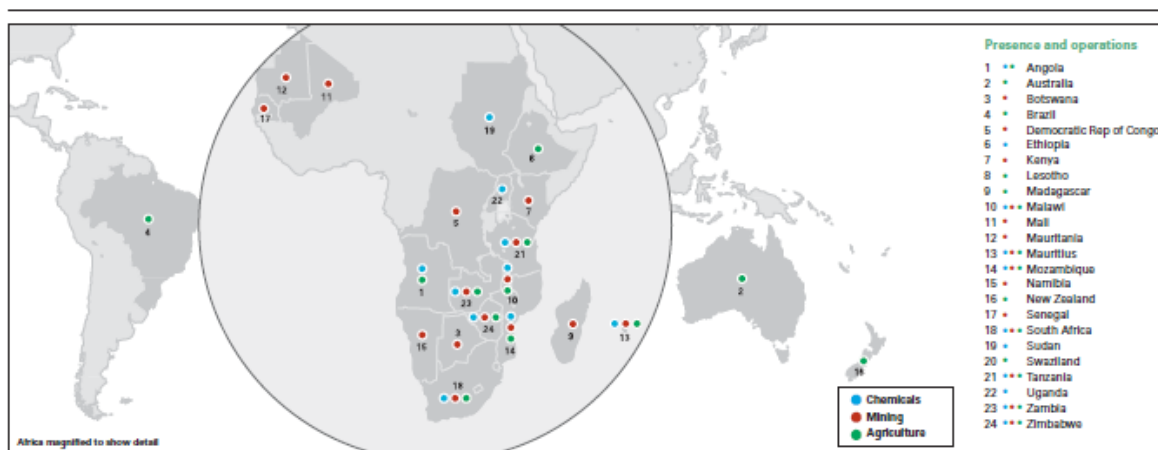 Presence and operations
1 Angola
2 Australia
3 Botswana
4 Brazil
5 Democratic Rep of Congo
6 Ethiopia
7 Kenya
8 Lesotho
9 Madagascar
10 Malawi
11 Mali
12 Mauritania
13 Mauritius
14 Mozambique
15 Namibia
16 New Zealand
17 Senegal
18 South Africa
19 Sudan
20 Swaziland
21 Tanzania
22 Uganda
23 Zambia
24 Zimbabwe
12
11
17
19
6
22
7
4
5
21
1
23
10
2
24
3
15
14
9
13
18
16
Chemicals
Mining
Agriculture
Africa magnified to show detail